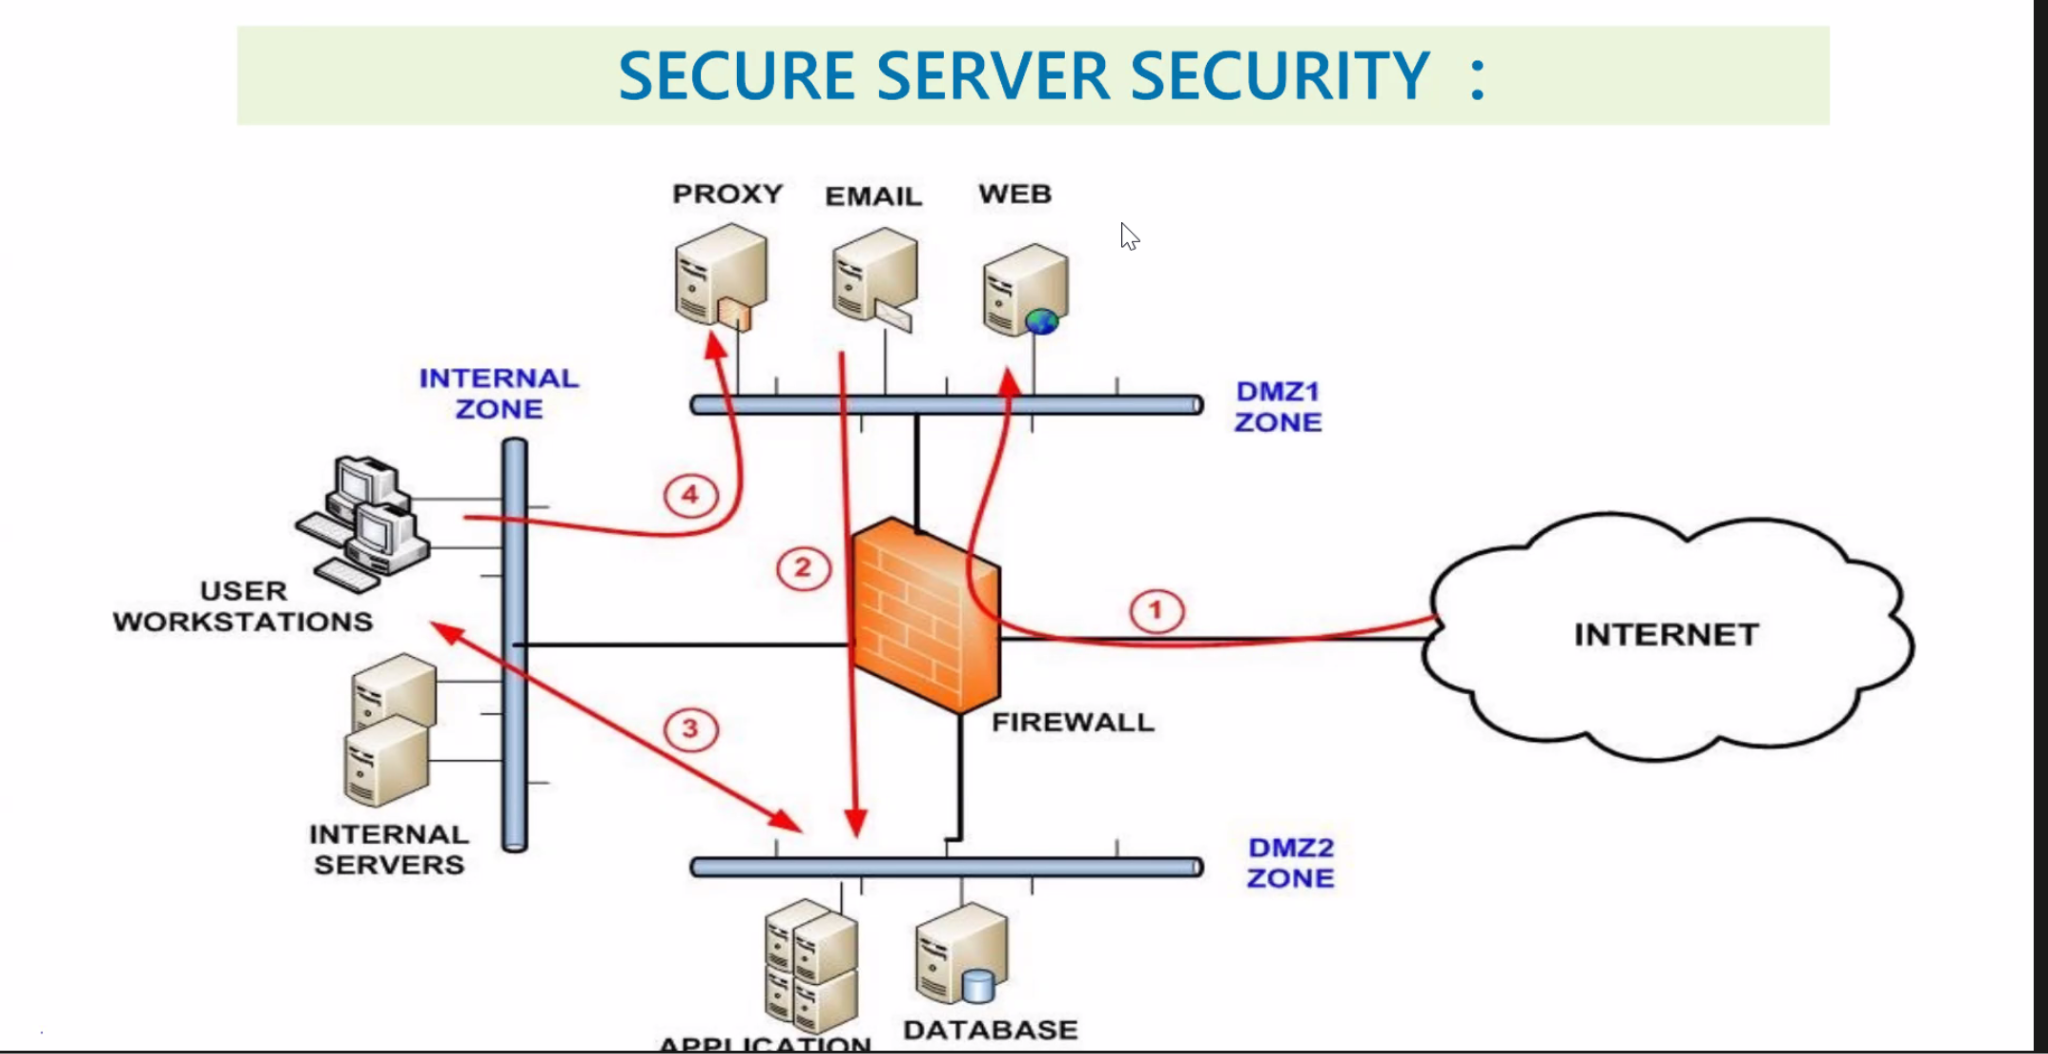 SECURE SERVER SECURITY :
PROXY
EMAIL
WEB
INTERNAL
ZONE
DMZ1
ZONE
4
2
1
USER
WORKSTATIONS
INTERNET
3
FIREWALL
INTERNAL
SERVERS
DMZ2
ZONE
DATABASE
APPLICATION